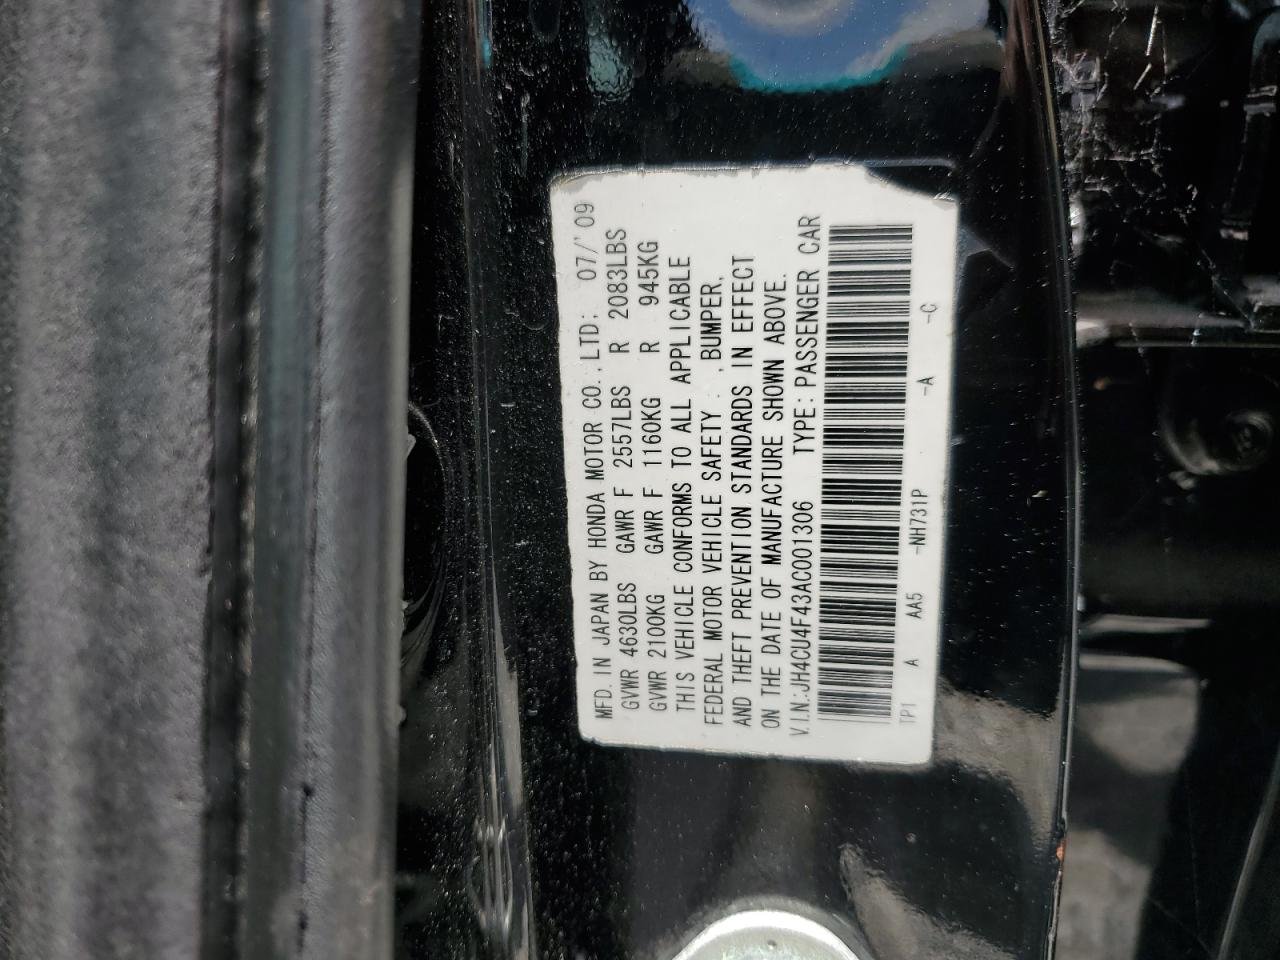 MFD. IN JAPAN BY HONDA MOTOR CO., LTD: 07/'09
GVWR 4630LBS GAWR F 2557LBS R 2083LBS
GVWR 2100KG GAWR F 1160KG R 945KG
THIS VEHICLE CONFORMS TO ALL APPLICABLE
FEDERAL MOTOR VEHICLE SAFETY , , BUMPER,
AND THEFT PREVENTION STANDARDS IN EFFECT
ON THE DATE OF MANUFACTURE SHOWN ABOVE.
V.I.N.:JH4CU4F43AC001306 TYPE: PASSENGER CAR
TP1 A AA5 -NH731P -A -C